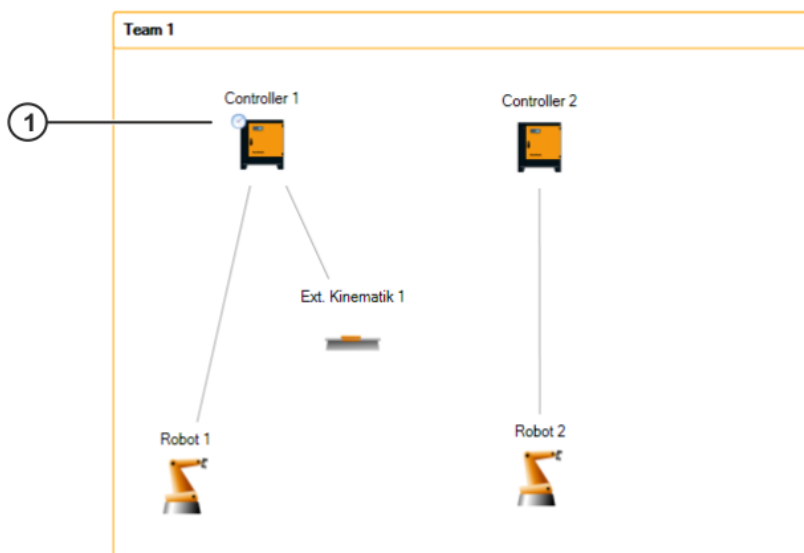 Team 1
Controller 1
Controller 2
1
Ext. Kinematik 1
Robot 1
Robot 2